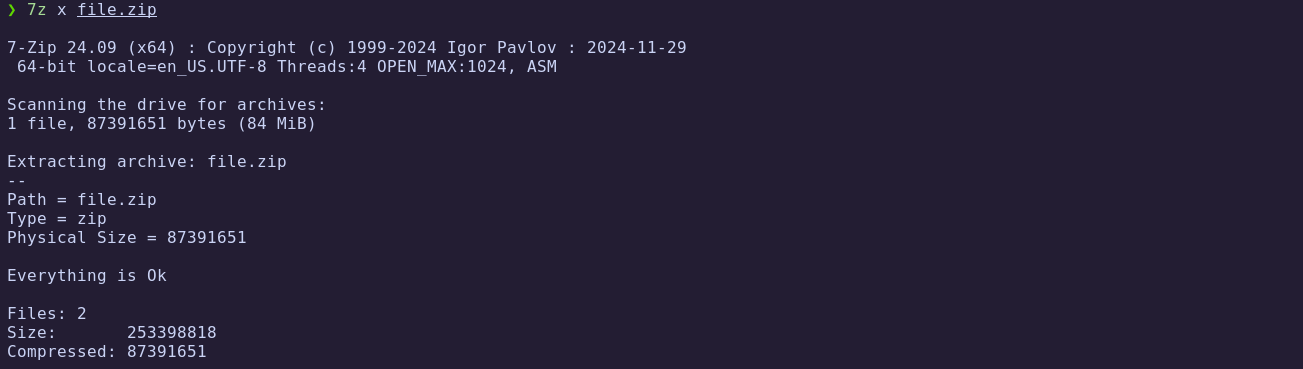 ❯ 7z x file.zip

7-Zip 24.09 (x64) : Copyright (c) 1999-2024 Igor Pavlov : 2024-11-29
 64-bit locale=en_US.UTF-8 Threads:4 OPEN_MAX:1024, ASM

Scanning the drive for archives:
1 file, 87391651 bytes (84 MiB)

Extracting archive: file.zip
--
Path = file.zip
Type = zip
Physical Size = 87391651

Everything is Ok

Files: 2
Size:       253398818
Compressed: 87391651